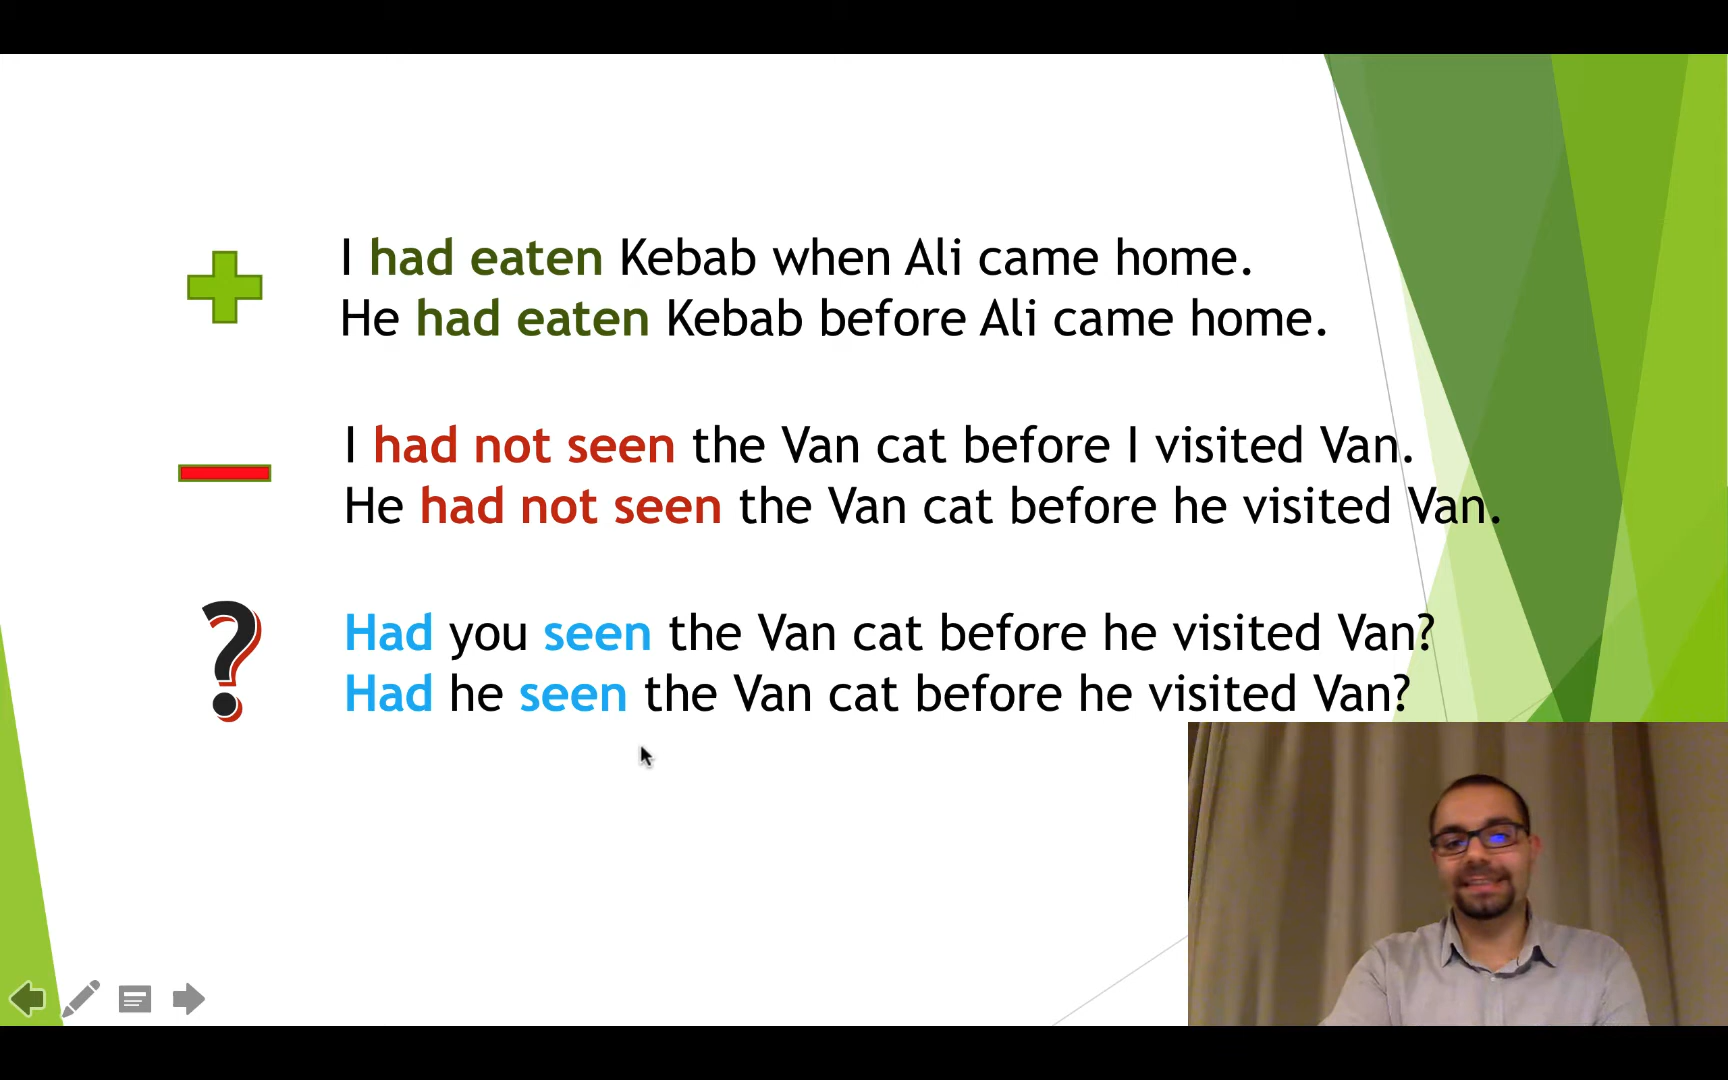 I had eaten Kebab when Ali came home.
He had eaten Kebab before Ali came home.
I had not seen the Van cat before I visited Van.
He had not seen the Van cat before he visited Van.
Had you seen the Van cat before he visited Van?
Had he seen the Van cat before he visited Van?